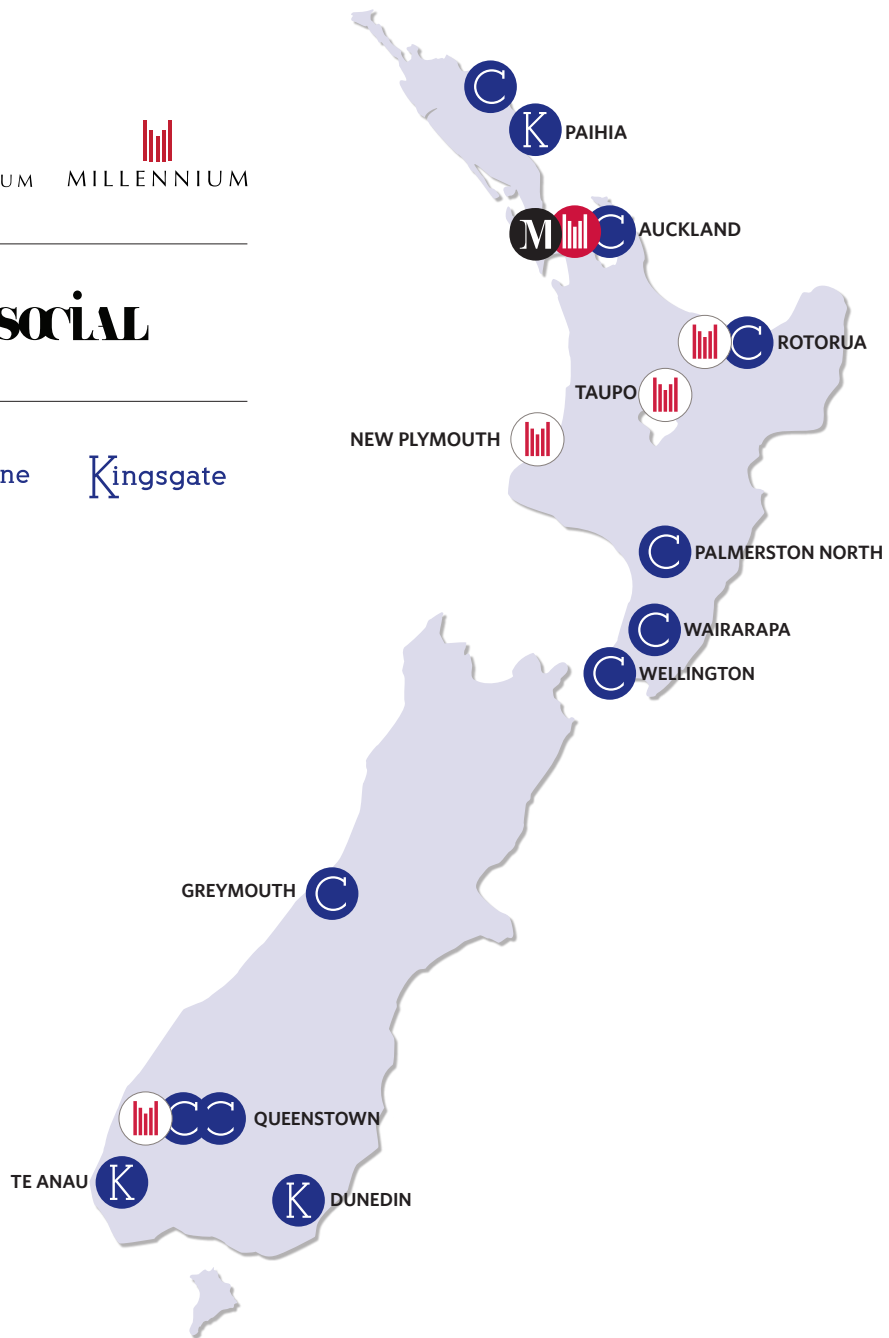 C
K PAIHIA
UM MILLENNIUM
M C AUCKLAND
SOCIAL
C ROTORUA
TAUPO
NEW PLYMOUTH
ne Kingsgate
C PALMERSTON NORTH
C WAIRARAPA
C WELLINGTON
GREYMOUTH C
C C QUEENSTOWN
TE ANAU K
K DUNEDIN